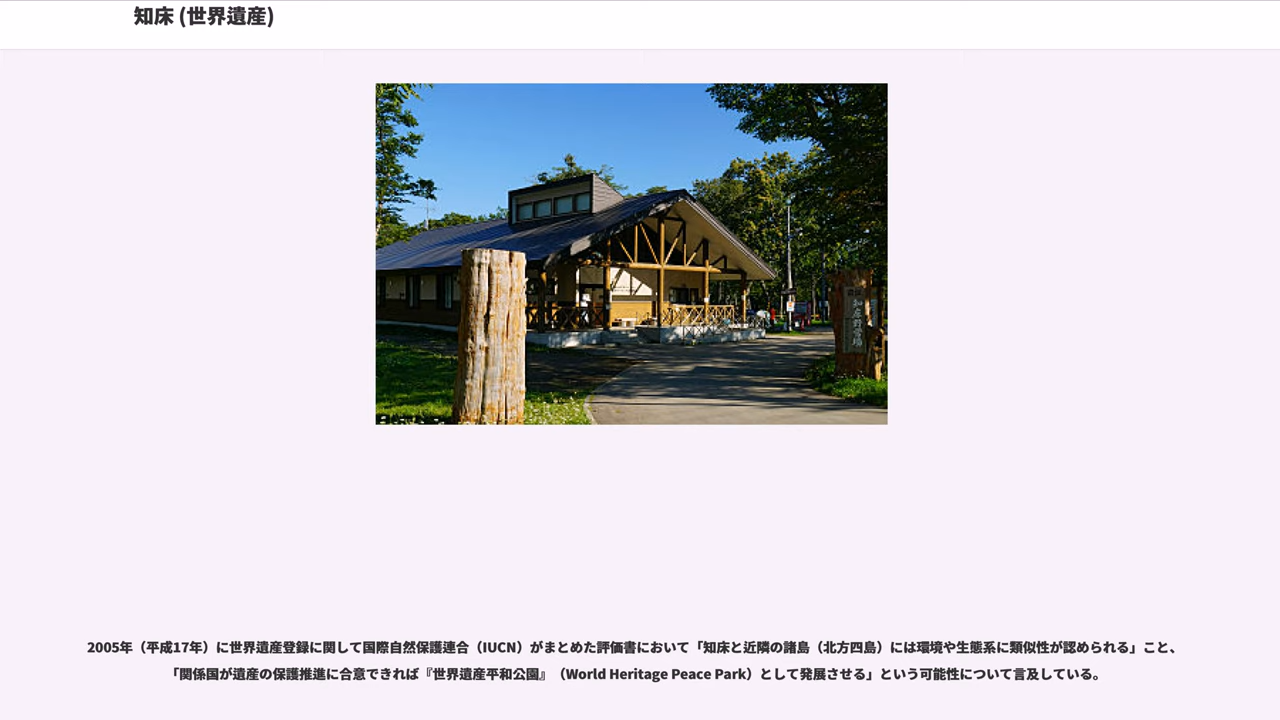 知床 (世界遺産)
知床野営場
2005年（平成17年）に世界遺産登録に関して国際自然保護連合（IUCN）がまとめた評価書において「知床と近隣の諸島（北方四島）には環境や生態系に類似性が認められる」こと、
「関係国が遺産の保護推進に合意できれば『世界遺産平和公園』（World Heritage Peace Park）として発展させる」という可能性について言及している。